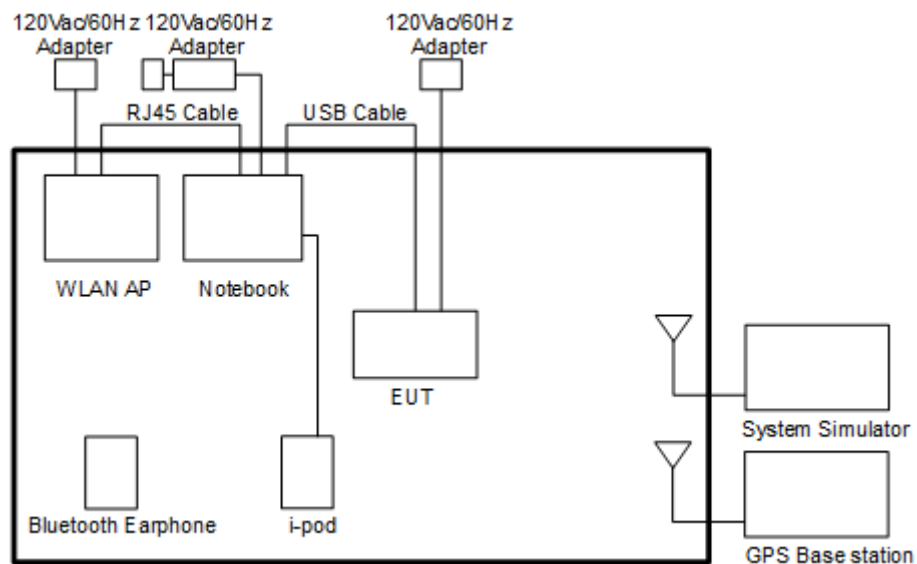 120Vac/60Hz
Adapter
120Vac/60Hz
Adapter
120Vac/60Hz
Adapter
RJ45 Cable
USB Cable
WLAN AP
Notebook
EUT
System Simulator
Bluetooth Earphone
i-pod
GPS Base station